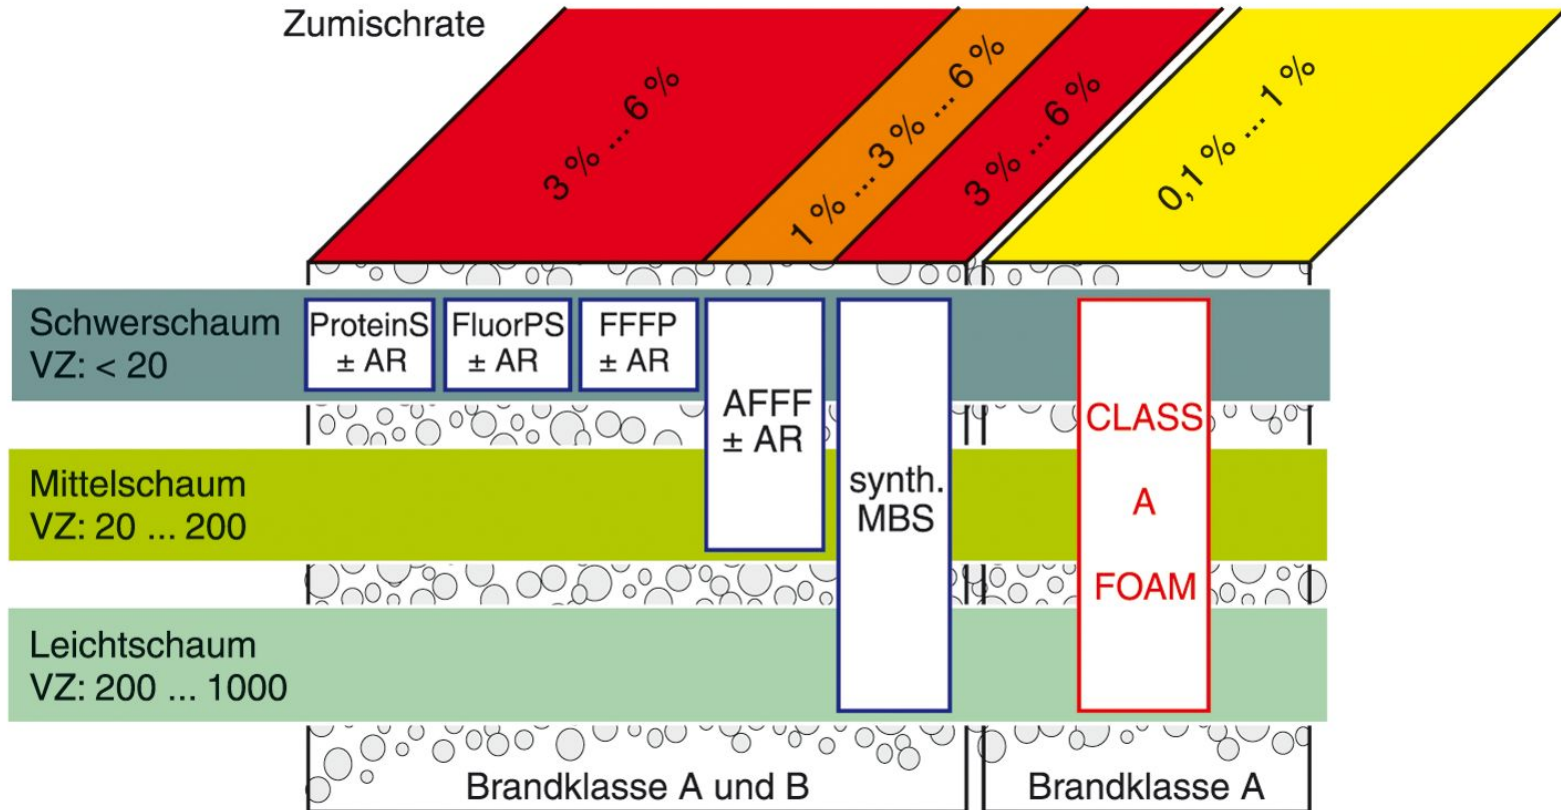 Zumischrate
3 % ... 6 %
1 % ... 3 % ... 6 %
3 % ... 6 %
0,1 % ... 1 %
Schwerschaum
VZ: < 20
ProteinS
± AR
FluorPS
± AR
FFFP
± AR
AFFF
± AR
synth.
MBS
CLASS
A
FOAM
Mittelschaum
VZ: 20 ... 200
Leichtschaum
VZ: 200 ... 1000
Brandklasse A und B
Brandklasse A